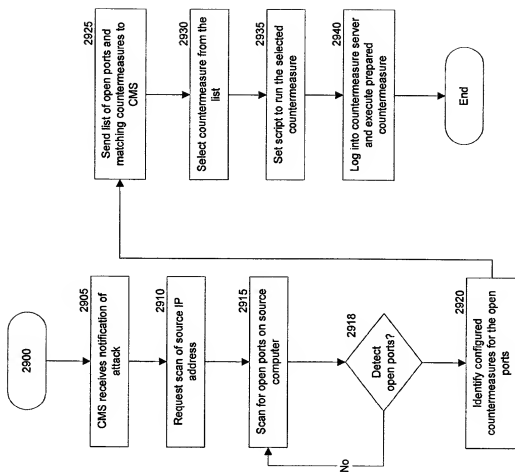 2900
2905
CMS receives notification of
attack
2910
Request scan of source IP
address
2915
Scan for open ports on source
computer
2918
Detect
open ports?
No
2920
Identify configured
countermeasures for the open
ports
2925
Send list of open ports and
matching countermeasures to
CMS
2930
Select countermeasure from the
list
2935
Set script to run the selected
countermeasure
2940
Log into countermeasure server
and execute prepared
countermeasure
End